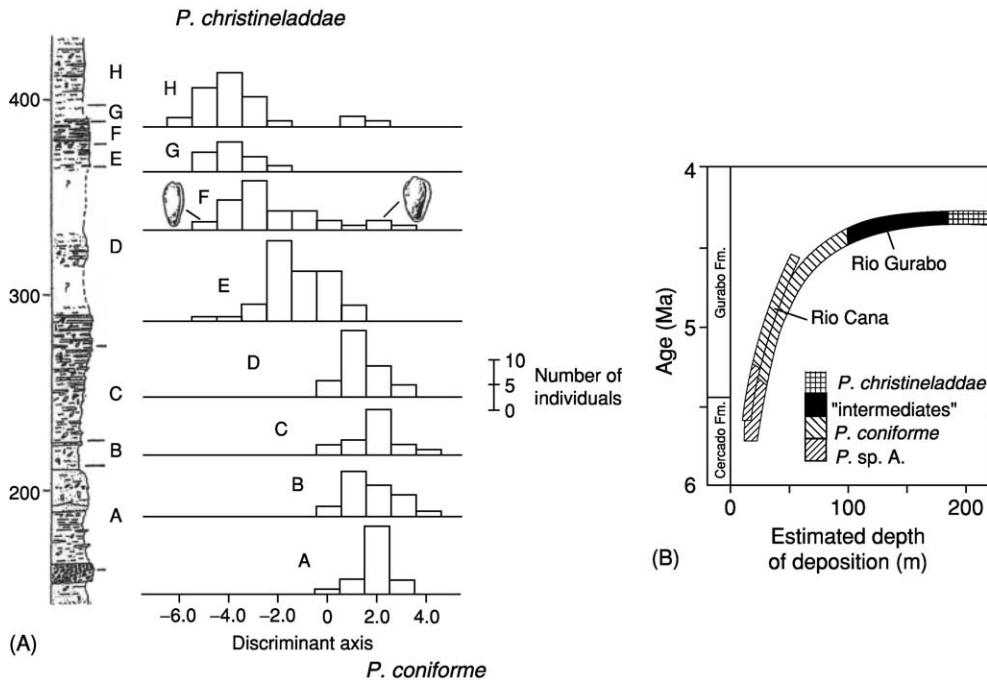 P. christineladdae
400
300
200
H
G
F
E
D
C
B
A
H
G
F
E
D
C
B
A
10
5
0
Number of
individuals
−6.0 −4.0 −2.0 0 2.0 4.0
Discriminant axis
(A)
P. coniforme
4
5
6
Age (Ma)
Gurabo Fm.
Cercado Fm.
Rio Gurabo
Rio Cana
P. christineladdae
"intermediates"
P. coniforme
P. sp. A.
0 100 200
Estimated depth
of deposition (m)
(B)